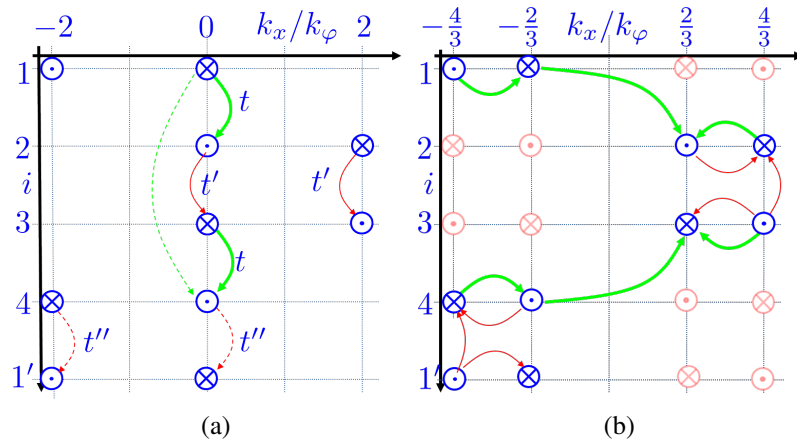 −2 0 k_x/k_φ 2
1
t
2
i
t′ t′
3
t
4
t″ t″
1′
(a)
−4/3 −2/3 k_x/k_φ 2/3 4/3
1
2
i
3
4
1′
(b)